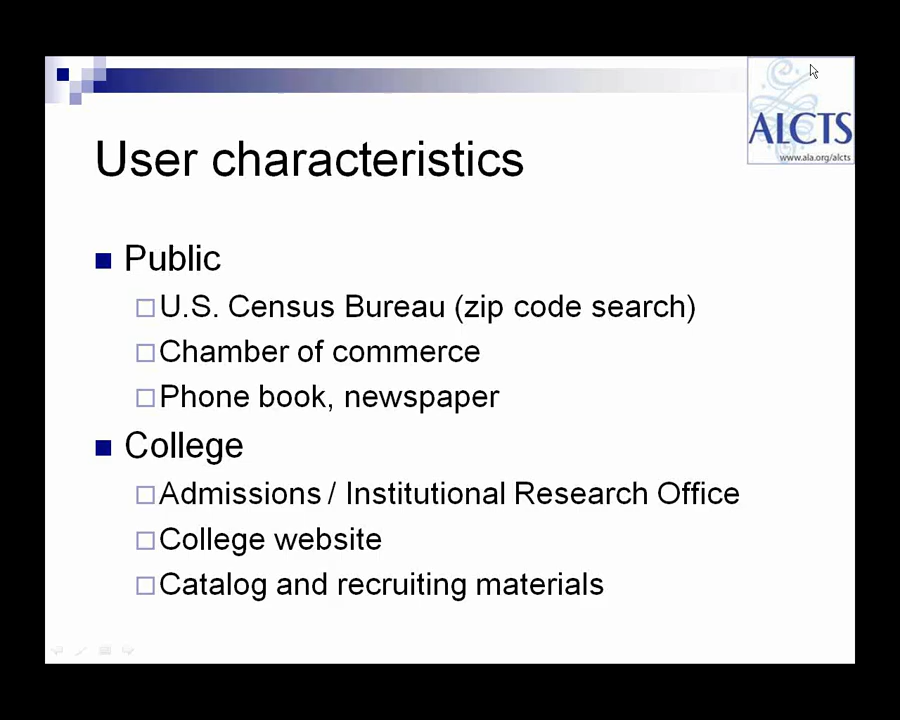 ALCTS
www.ala.org/alcts
User characteristics
Public
U.S. Census Bureau (zip code search)
Chamber of commerce
Phone book, newspaper
College
Admissions / Institutional Research Office
College website
Catalog and recruiting materials